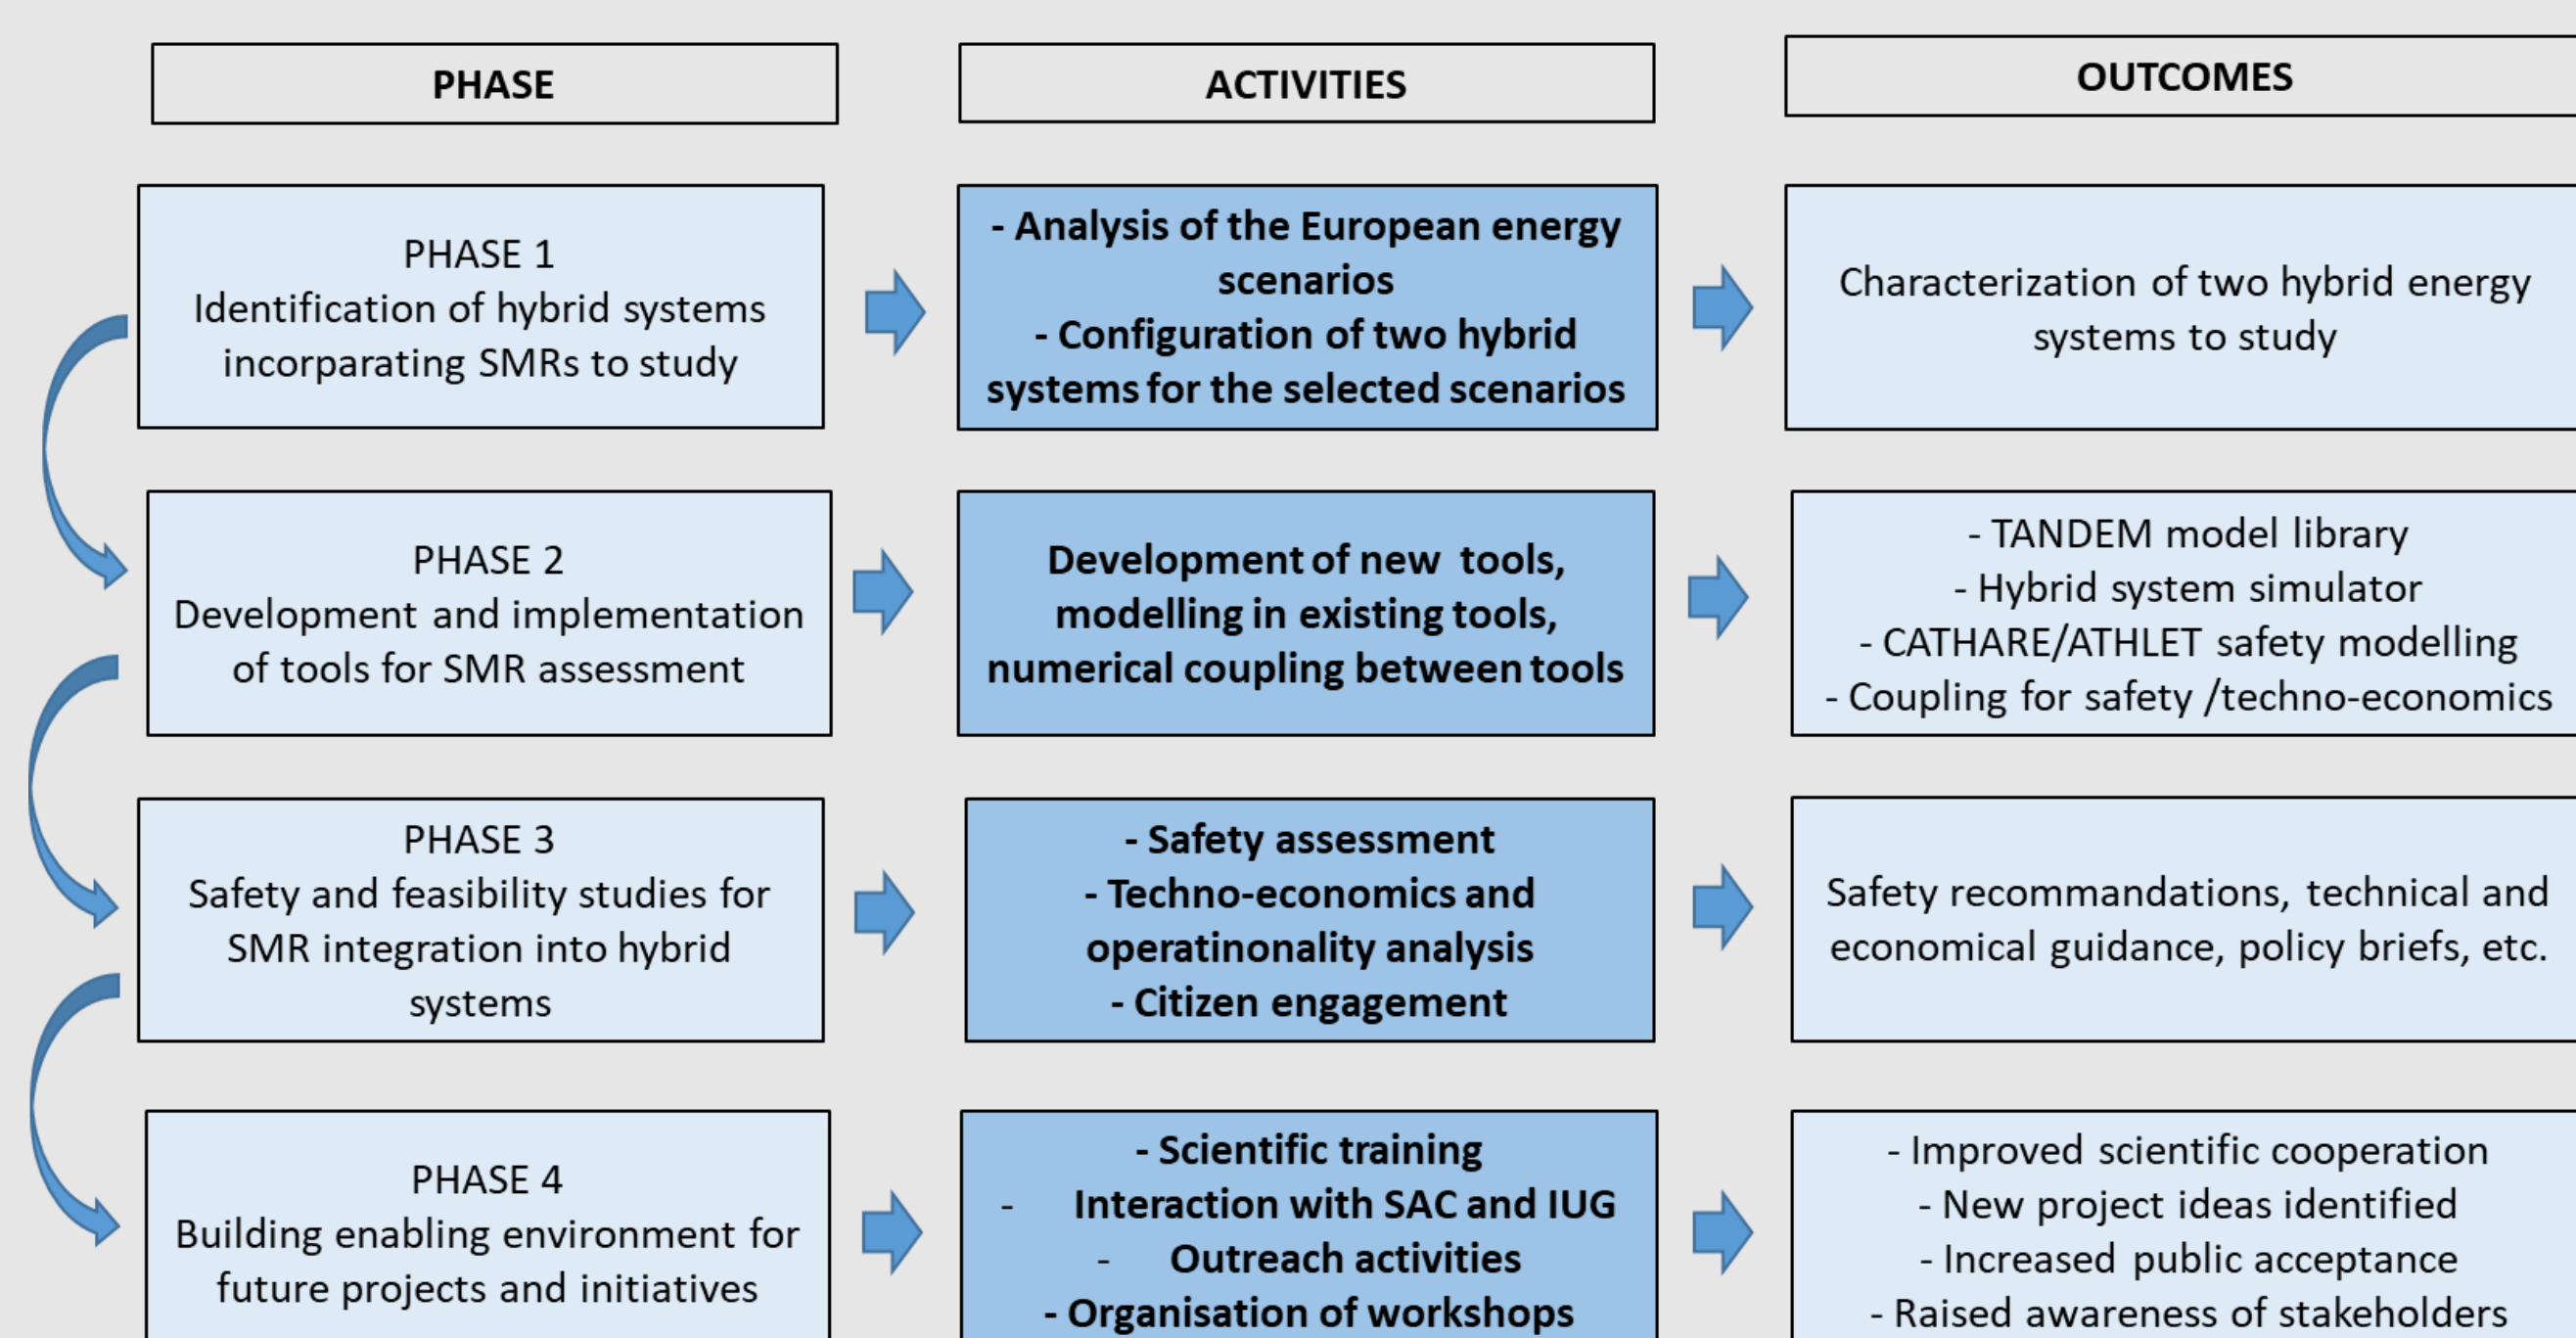 PHASE
ACTIVITIES
OUTCOMES
PHASE 1
Identification of hybrid systems
incorparating SMRs to study
- Analysis of the European energy
scenarios
- Configuration of two hybrid
systems for the selected scenarios
Characterization of two hybrid energy
systems to study
PHASE 2
Development and implementation
of tools for SMR assessment
Development of new tools,
modelling in existing tools,
numerical coupling between tools
- TANDEM model library
- Hybrid system simulator
- CATHARE/ATHLET safety modelling
- Coupling for safety /techno-economics
PHASE 3
Safety and feasibility studies for
SMR integration into hybrid
systems
- Safety assessment
- Techno-economics and
operatinonality analysis
- Citizen engagement
Safety recommandations, technical and
economical guidance, policy briefs, etc.
PHASE 4
Building enabling environment for
future projects and initiatives
- Scientific training
- Interaction with SAC and IUG
- Outreach activities
- Organisation of workshops
- Improved scientific cooperation
- New project ideas identified
- Increased public acceptance
- Raised awareness of stakeholders